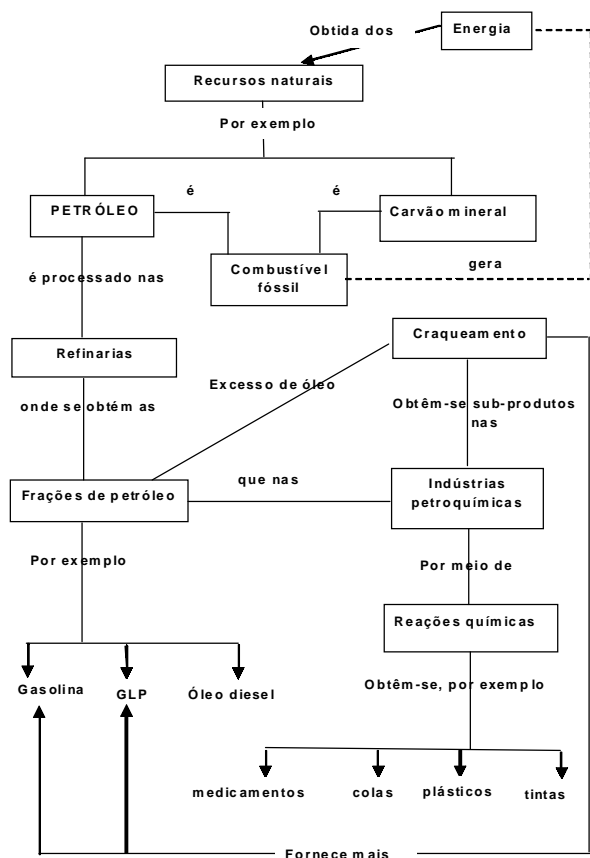 Obtida dos
Energia
Recursos naturais
Por exemplo
é
é
PETRÓLEO
Carvão mineral
Combustível
fóssil
gera
é processado nas
Craqueamento
Refinarias
Excesso de óleo
onde se obtém as
Obtêm-se sub-produtos
nas
Frações de petróleo
que nas
Indústrias
petroquímicas
Por exemplo
Por meio de
Reações químicas
Gasolina
GLP
Óleo diesel
Obtêm-se, por exemplo
medicamentos
colas
plásticos
tintas
Fornece mais